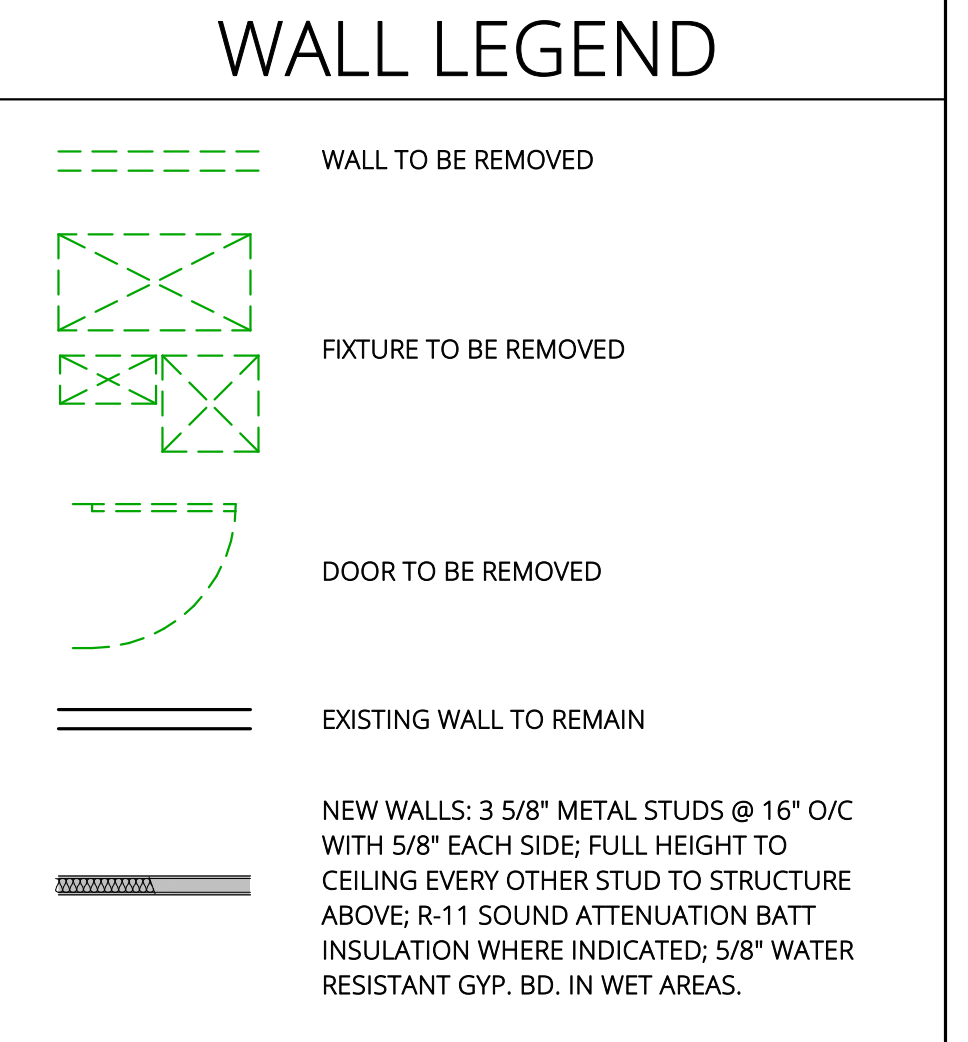 WALL LEGEND
WALL TO BE REMOVED
FIXTURE TO BE REMOVED
DOOR TO BE REMOVED
EXISTING WALL TO REMAIN
NEW WALLS: 3 5/8" METAL STUDS @ 16" O/C
WITH 5/8" EACH SIDE; FULL HEIGHT TO
CEILING EVERY OTHER STUD TO STRUCTURE
ABOVE; R-11 SOUND ATTENUATION BATT
INSULATION WHERE INDICATED; 5/8" WATER
RESISTANT GYP. BD. IN WET AREAS.